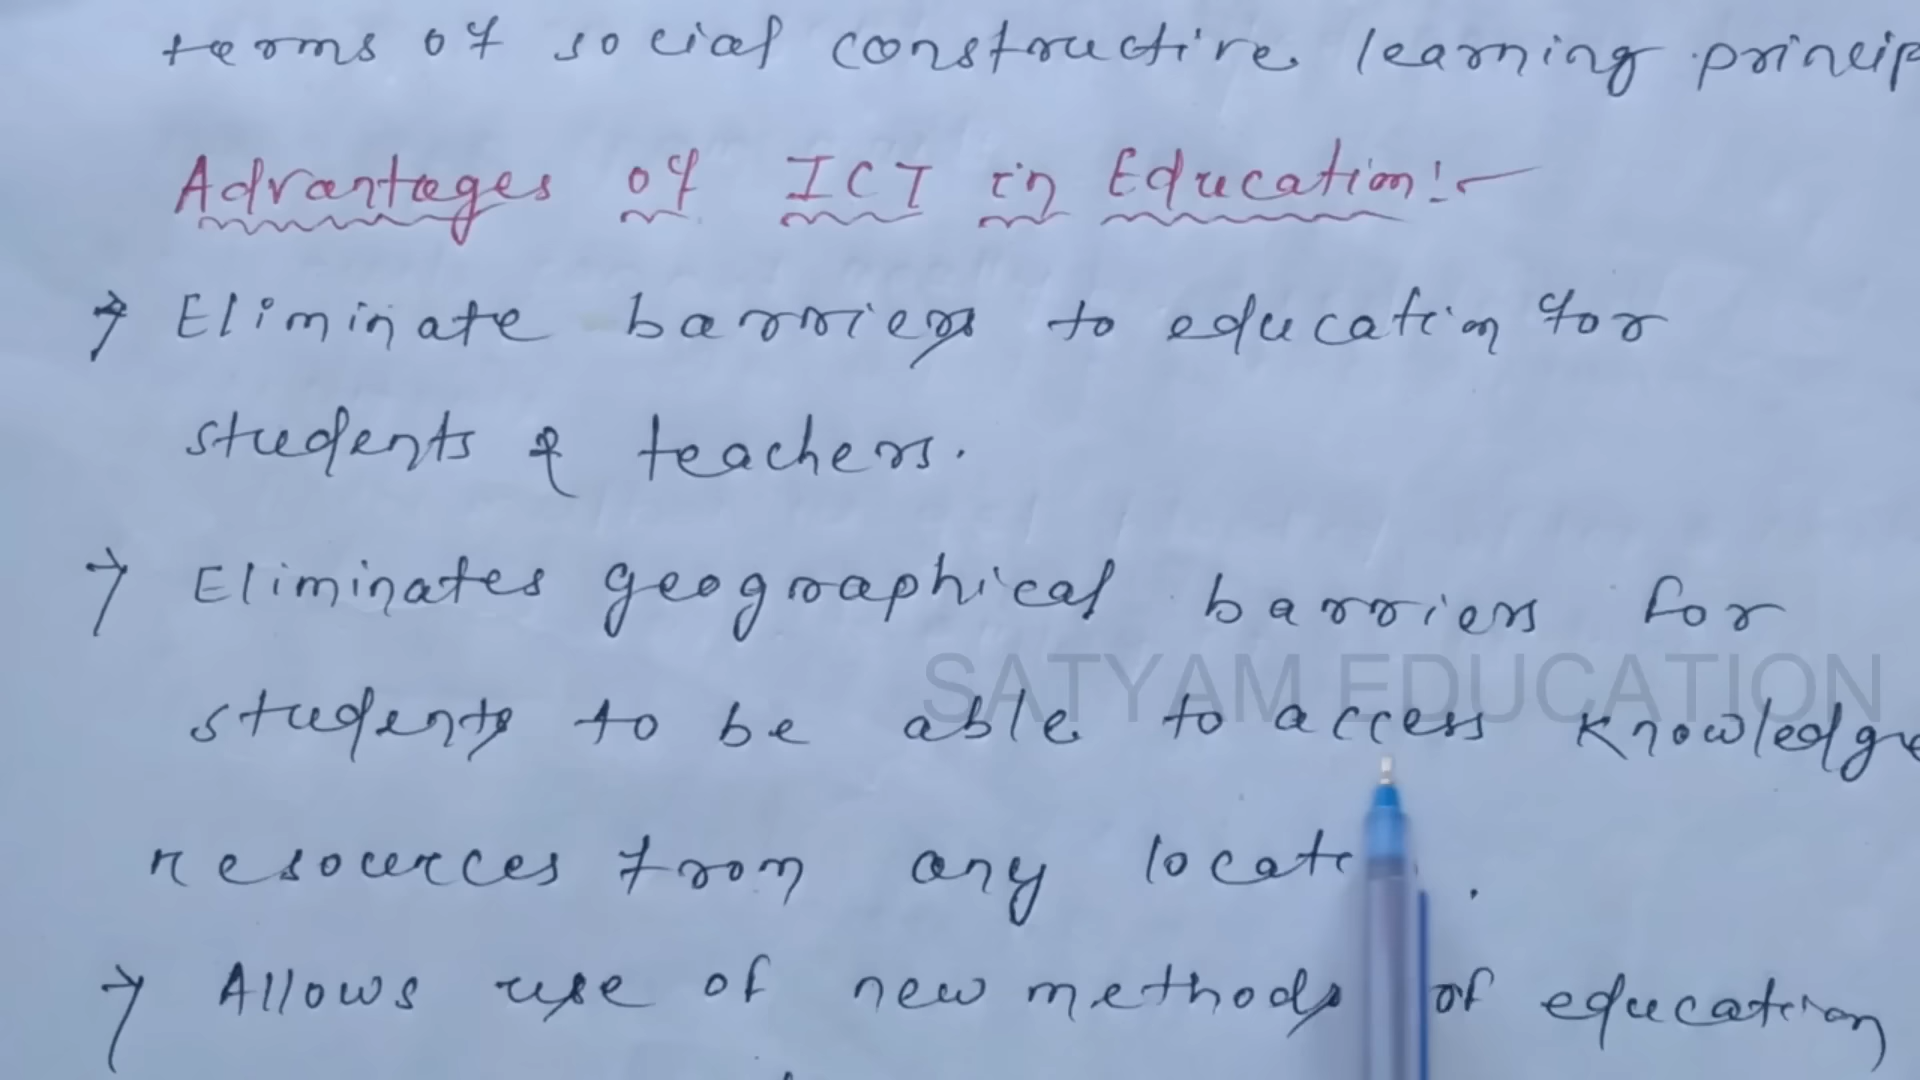 terms of social constructive learning princip
Advantages of ICT in Education:-
→ Eliminate barriers to education for
students & teachers.
→ Eliminates geographical barriers for
SATYAM EDUCATION
students to be able to access knowledge
resources from any locat
→ Allows use of new methods of education